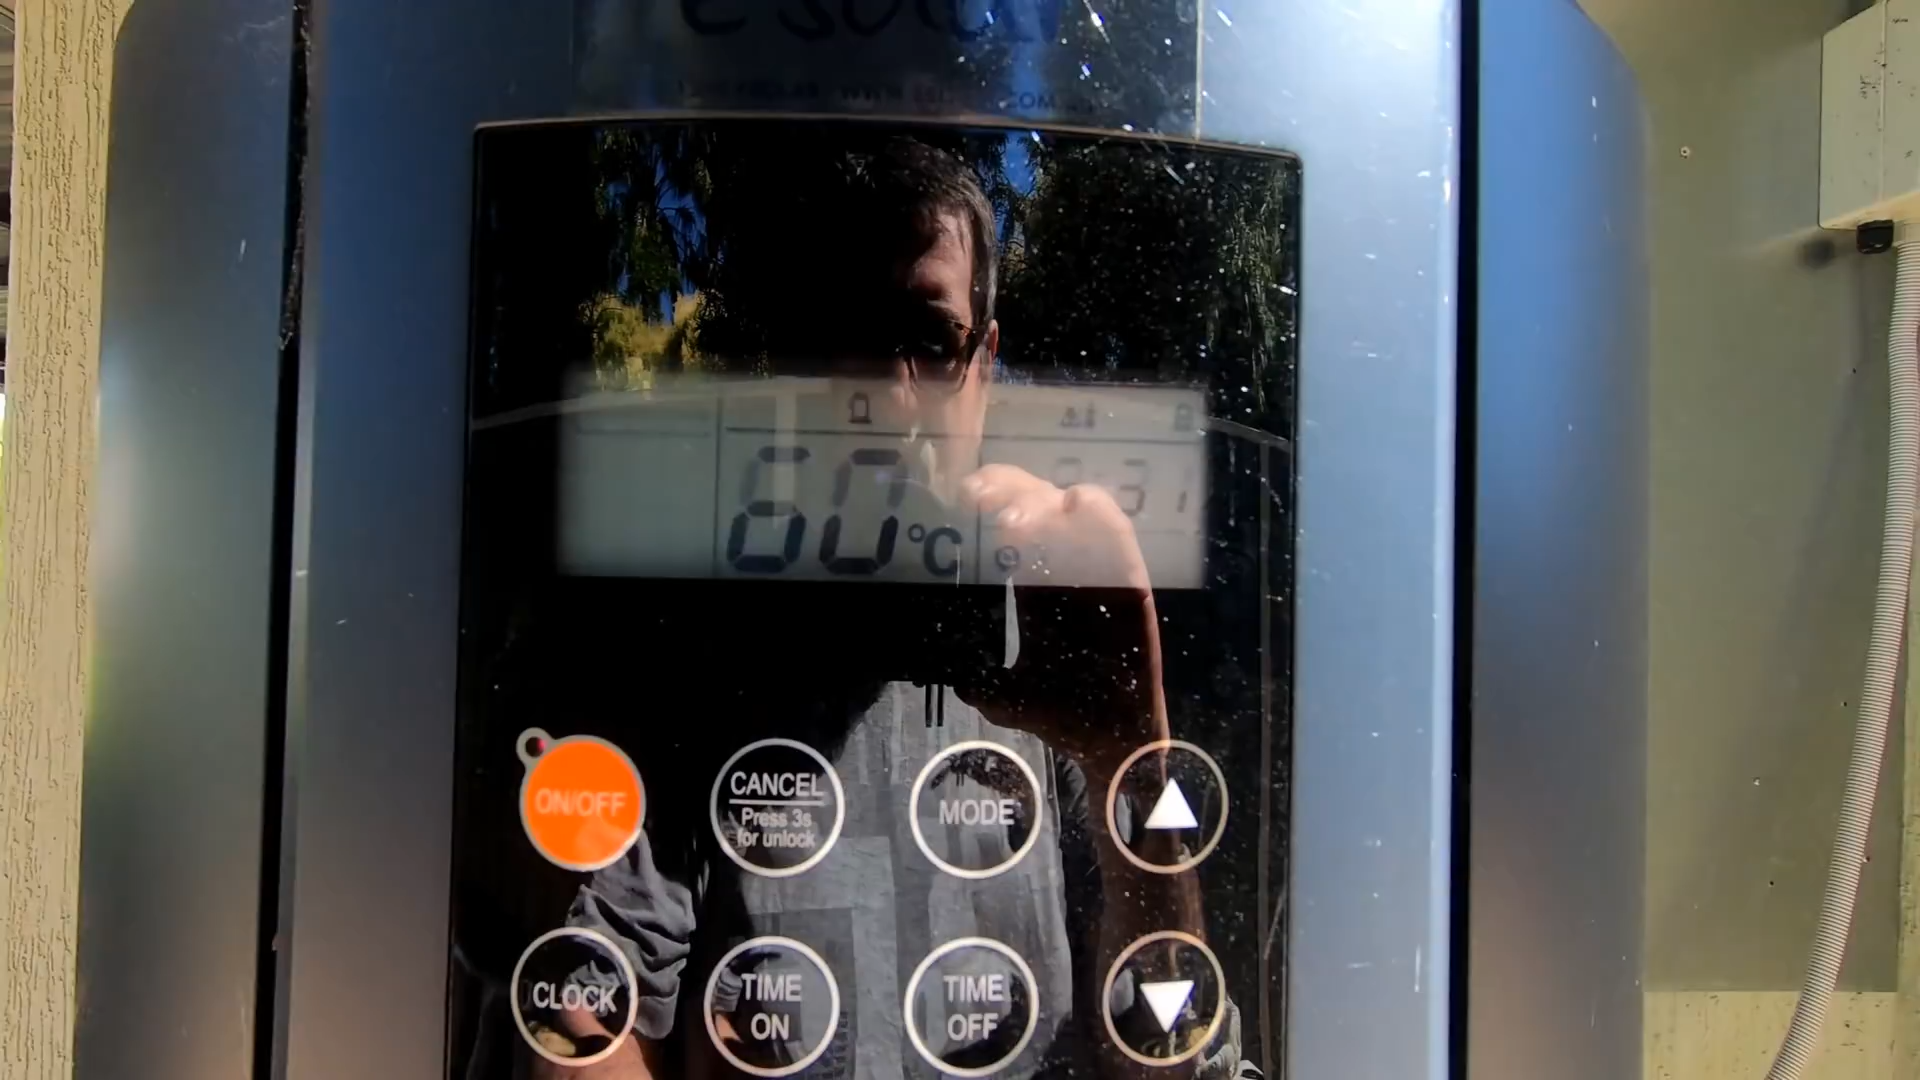 60°C
ON/OFF
CANCEL
Press 3s
for unlock
MODE
CLOCK
TIME
ON
TIME
OFF